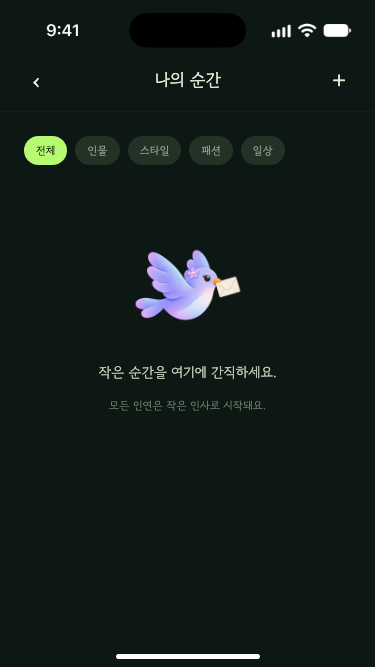 9:41
나의 순간
전체 인물 스타일 패션 일상
작은 순간을 여기에 간직하세요.
모든 인연은 작은 인사로 시작돼요.